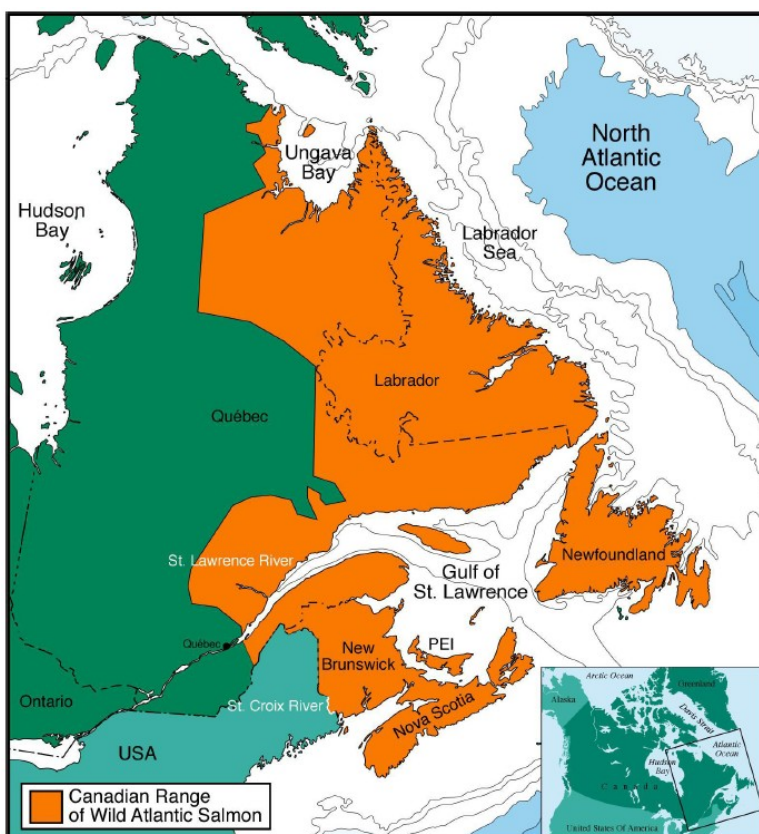 North
Atlantic
Ocean
Ungava
Bay
Hudson
Bay
Labrador
Sea
Labrador
Québec
St. Lawrence River
Newfoundland
Gulf of
St. Lawrence
Québec
New
Brunswick
PEI
Ontario
St. Croix River
Nova Scotia
USA
Canadian Range
of Wild Atlantic Salmon
Arctic Ocean
Alaska
Greenland
Davis Strait
Atlantic
Ocean
Hudson
Bay
Canada
United States Of America